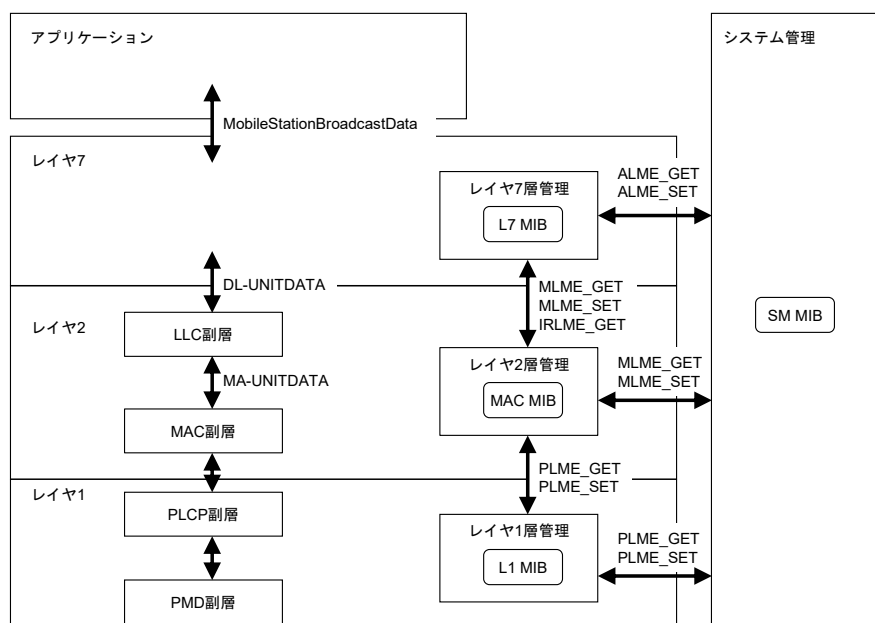 アプリケーション
システム管理
MobileStationBroadcastData
レイヤ7
レイヤ7層管理
L7 MIB
ALME_GET
ALME_SET
DL-UNITDATA
MLME_GET
MLME_SET
IRLME_GET
SM MIB
レイヤ2
LLC副層
MA-UNITDATA
MAC副層
レイヤ2層管理
MAC MIB
MLME_GET
MLME_SET
PLME_GET
PLME_SET
レイヤ1
PLCP副層
PMD副層
レイヤ1層管理
L1 MIB
PLME_GET
PLME_SET